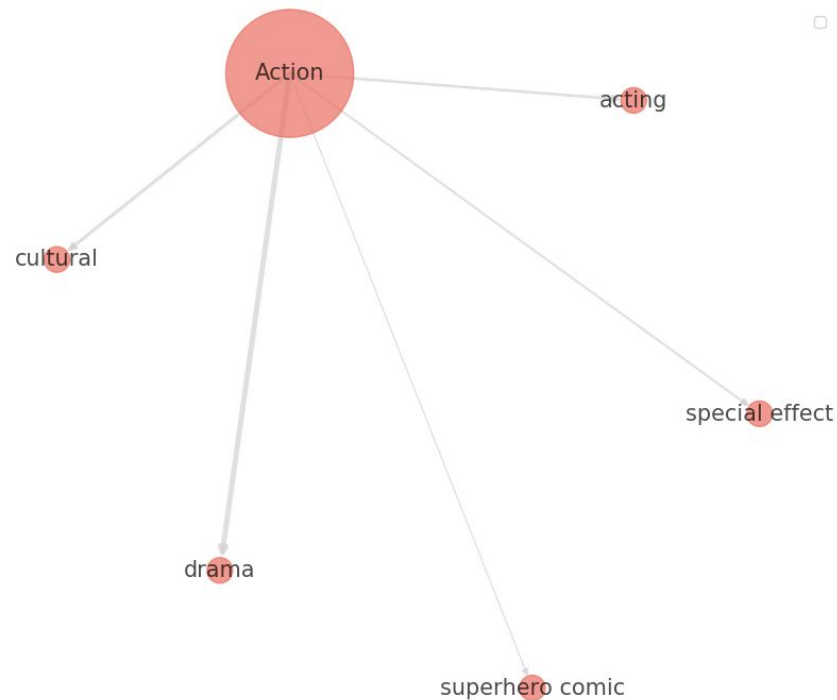 Action
acting
cultural
special effect
drama
superhero comic